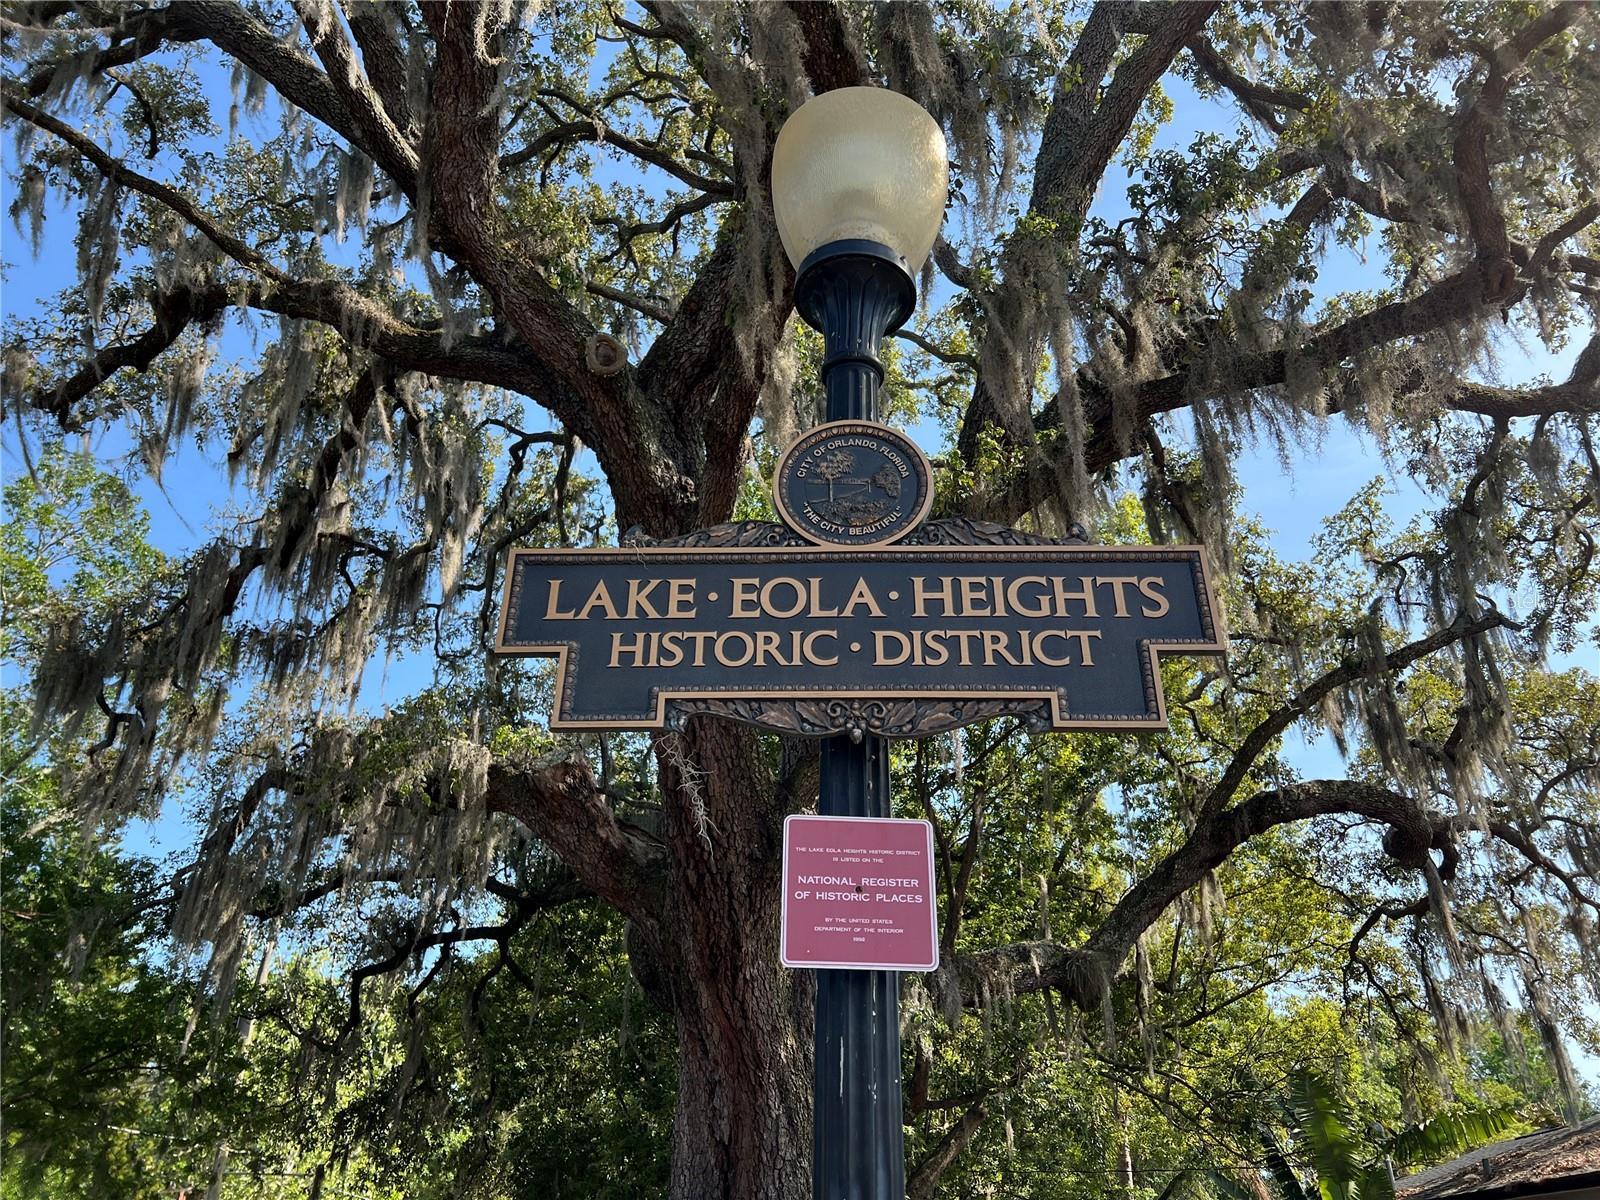 CITY OF ORLANDO, FLORIDA
"THE CITY BEAUTIFUL"
LAKE · EOLA · HEIGHTS
HISTORIC · DISTRICT
THE LAKE EOLA HEIGHTS HISTORIC DISTRICT
IS LISTED ON THE
NATIONAL REGISTER
OF HISTORIC PLACES
BY THE UNITED STATES
DEPARTMENT OF THE INTERIOR